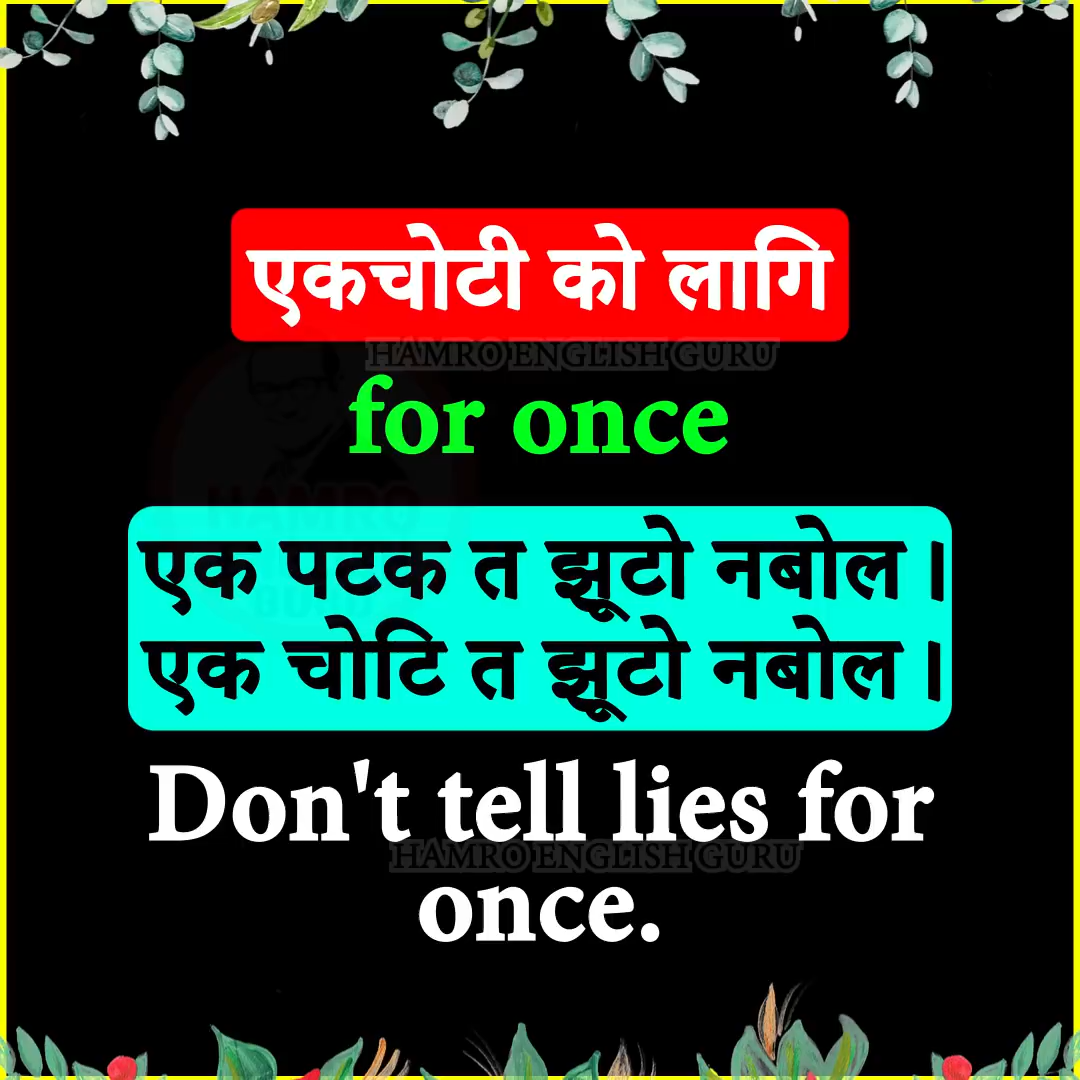 एकचोटी को लागि
HAMRO ENGLISH GURU
for once
HAMRO
एक पटक त झूटो नबोल ।
एक चोटि त झूटो नबोल ।
Don't tell lies for
HAMRO ENGLISH GURU
once.